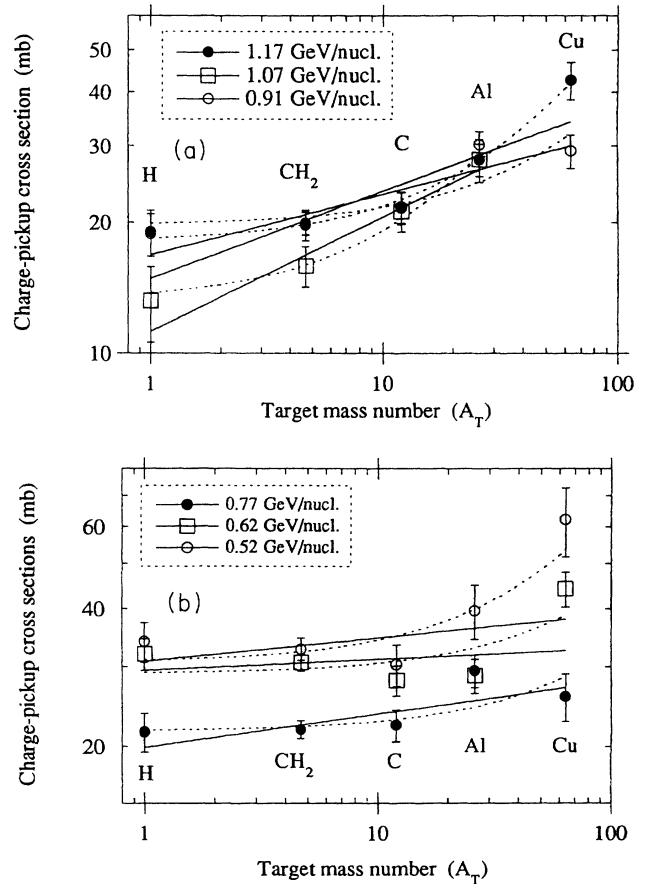 Charge-pickup cross section (mb)
50
40
30
20
10
1.17 GeV/nucl.
1.07 GeV/nucl.
0.91 GeV/nucl.
(a)
H
CH2
C
Al
Cu
1
10
100
Target mass number (AT)
Charge-pickup cross sections (mb)
60
40
20
0.77 GeV/nucl.
0.62 GeV/nucl.
0.52 GeV/nucl.
(b)
H
CH2
C
Al
Cu
1
10
100
Target mass number (AT)